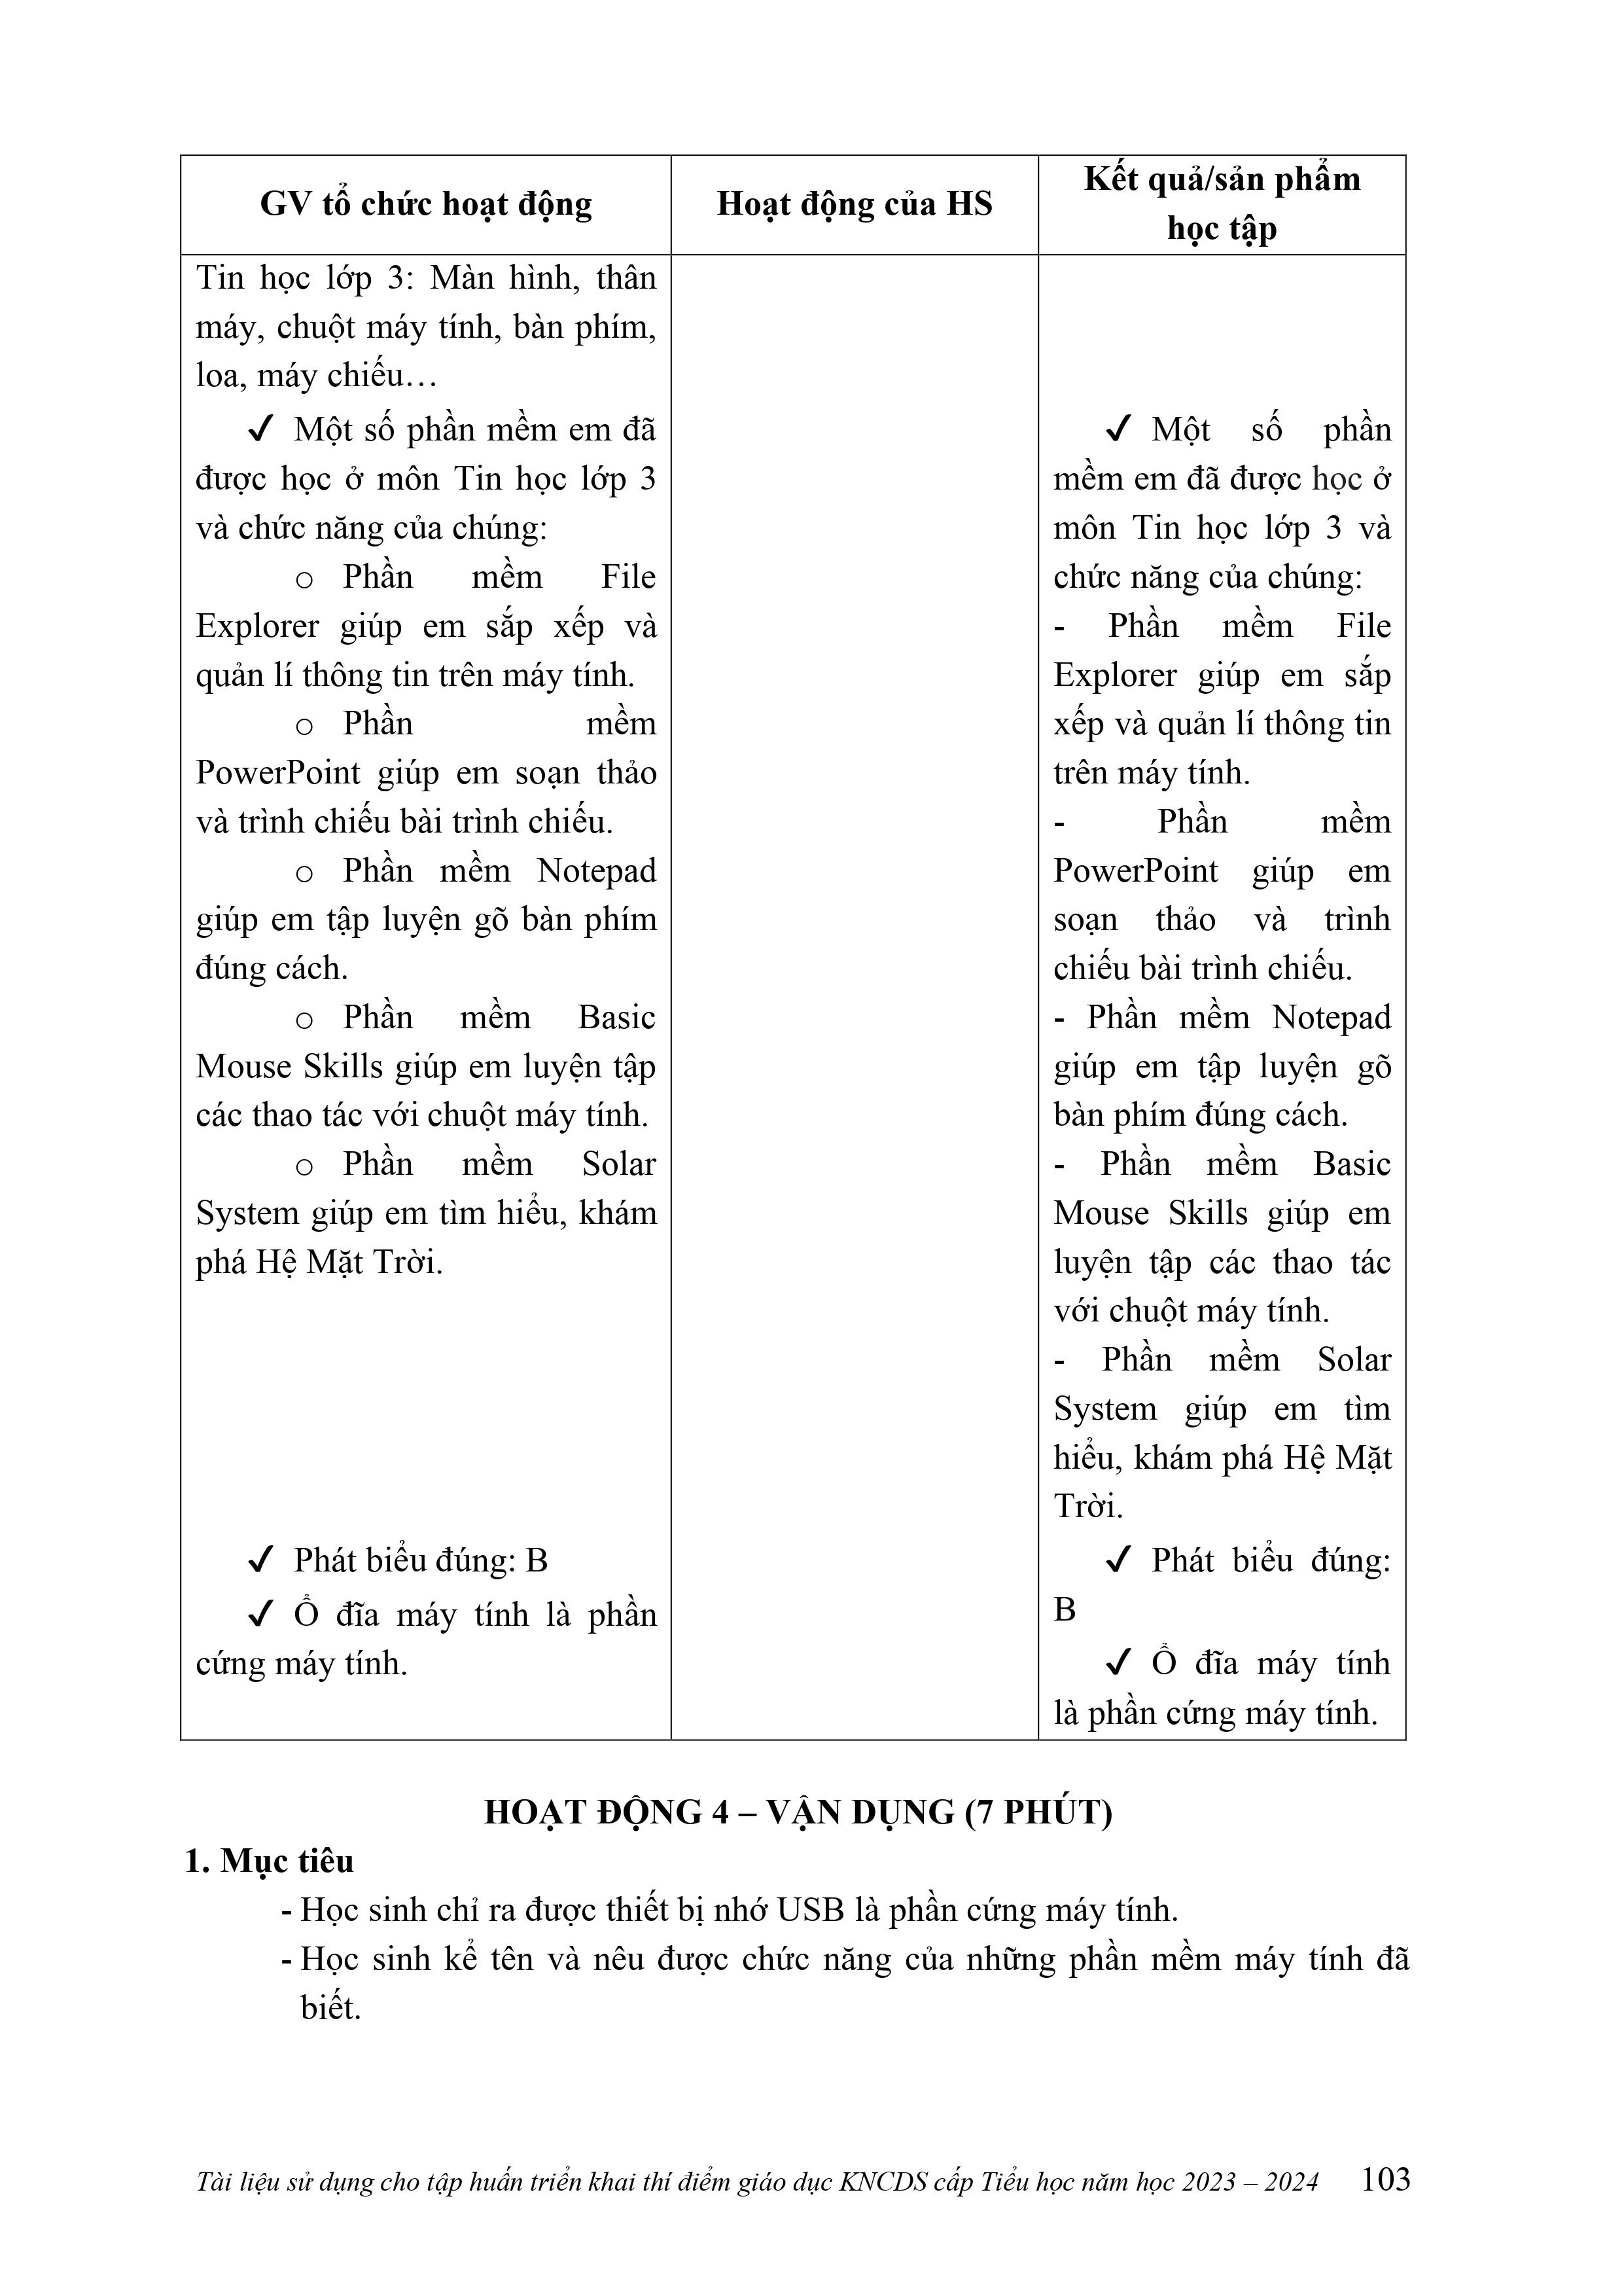 GV tổ chức hoạt động
Hoạt động của HS
Kết quả/sản phẩm
học tập
Tin học lớp 3: Màn hình, thân
máy, chuột máy tính, bàn phím,
loa, máy chiếu…
✓ Một số phần mềm em đã
được học ở môn Tin học lớp 3
và chức năng của chúng:
o Phần mềm File
Explorer giúp em sắp xếp và
quản lí thông tin trên máy tính.
o Phần mềm
PowerPoint giúp em soạn thảo
và trình chiếu bài trình chiếu.
o Phần mềm Notepad
giúp em tập luyện gõ bàn phím
đúng cách.
o Phần mềm Basic
Mouse Skills giúp em luyện tập
các thao tác với chuột máy tính.
o Phần mềm Solar
System giúp em tìm hiểu, khám
phá Hệ Mặt Trời.
✓ Phát biểu đúng: B
✓ Ổ đĩa máy tính là phần
cứng máy tính.
✓ Một số phần
mềm em đã được học ở
môn Tin học lớp 3 và
chức năng của chúng:
- Phần mềm File
Explorer giúp em sắp
xếp và quản lí thông tin
trên máy tính.
- Phần mềm
PowerPoint giúp em
soạn thảo và trình
chiếu bài trình chiếu.
- Phần mềm Notepad
giúp em tập luyện gõ
bàn phím đúng cách.
- Phần mềm Basic
Mouse Skills giúp em
luyện tập các thao tác
với chuột máy tính.
- Phần mềm Solar
System giúp em tìm
hiểu, khám phá Hệ Mặt
Trời.
✓ Phát biểu đúng:
B
✓ Ổ đĩa máy tính
là phần cứng máy tính.
HOẠT ĐỘNG 4 – VẬN DỤNG (7 PHÚT)
1. Mục tiêu
- Học sinh chỉ ra được thiết bị nhớ USB là phần cứng máy tính.
- Học sinh kể tên và nêu được chức năng của những phần mềm máy tính đã
biết.
Tài liệu sử dụng cho tập huấn triển khai thí điểm giáo dục KNCDS cấp Tiểu học năm học 2023 – 2024 103